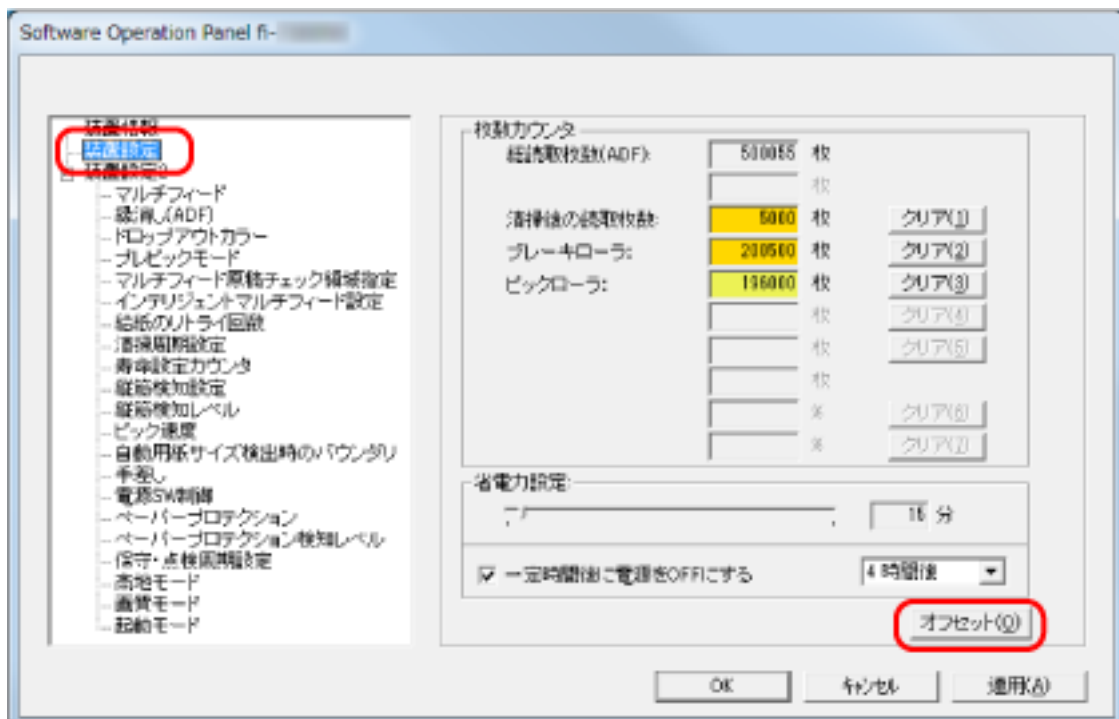 Software Operation Panel fi-
装置情報
装置設定
装置設定2
マルチフィード
縁消し(ADF)
ドロップアウトカラー
プレピックモード
マルチフィード原稿チェック領域指定
インテリジェントマルチフィード設定
給紙のリトライ回数
清掃周期設定
寿命設定カウンタ
縦筋検知設定
縦筋検知レベル
ピック速度
自動用紙サイズ検出時のバウンダリ
手差し
電源SW制御
ペーパープロテクション
ペーパープロテクション検知レベル
保守・点検周期設定
高地モード
画質モード
起動モード
枚数カウンタ
総読取枚数(ADF): 500055 枚
枚
清掃後の読取枚数: 5000 枚 クリア(1)
ブレーキローラ: 200500 枚 クリア(2)
ピックローラ: 196000 枚 クリア(3)
枚 クリア(4)
枚 クリア(5)
枚
% クリア(6)
% クリア(7)
省電力設定:
15 分
一定時間後に電源をOFFにする 4 時間後
オフセット(O)
OK キャンセル 適用(A)